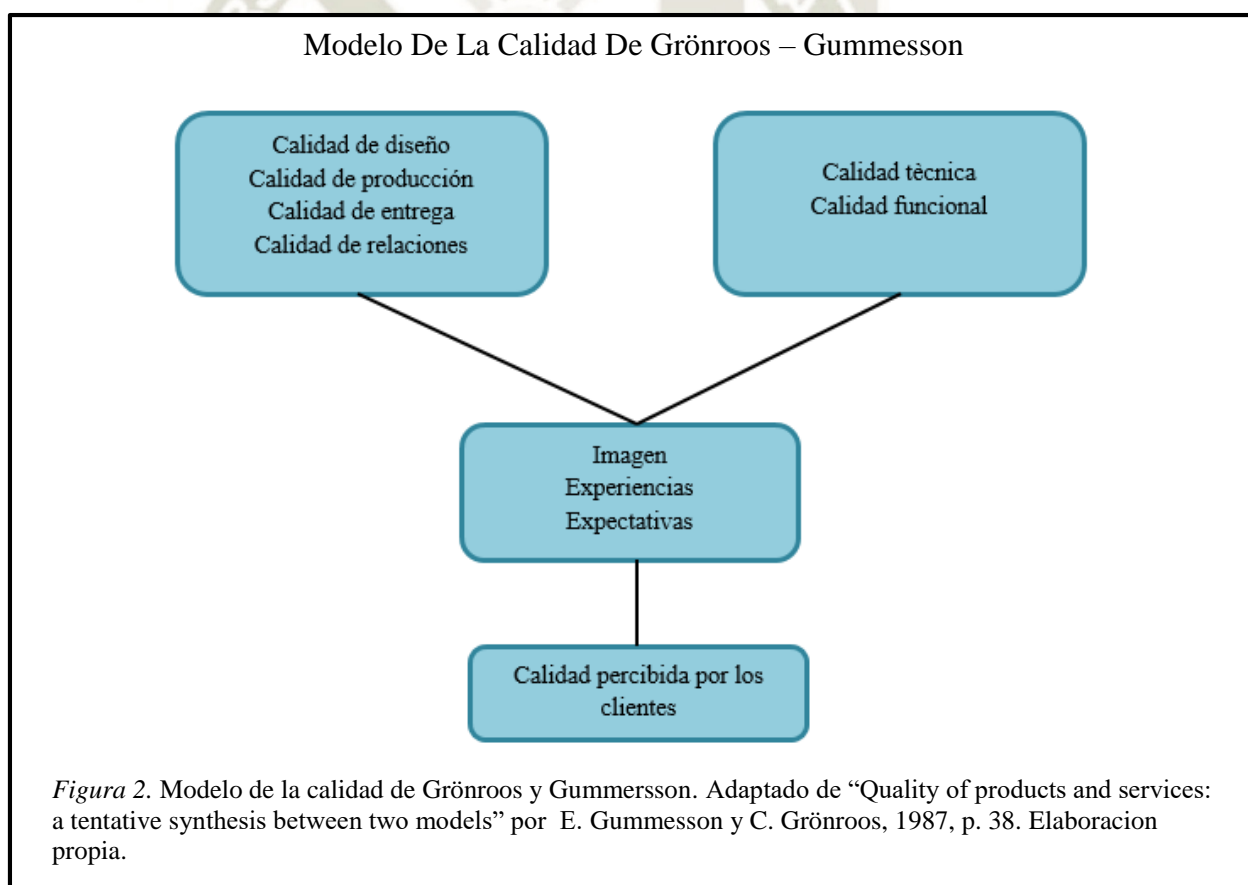 Modelo De La Calidad De Grönroos – Gummesson
Calidad de diseño
Calidad de producción
Calidad de entrega
Calidad de relaciones
Calidad tècnica
Calidad funcional
Imagen
Experiencias
Expectativas
Calidad percibida por los
clientes
Figura 2. Modelo de la calidad de Grönroos y Gummersson. Adaptado de “Quality of products and services:
a tentative synthesis between two models” por E. Gummesson y C. Grönroos, 1987, p. 38. Elaboracion
propia.